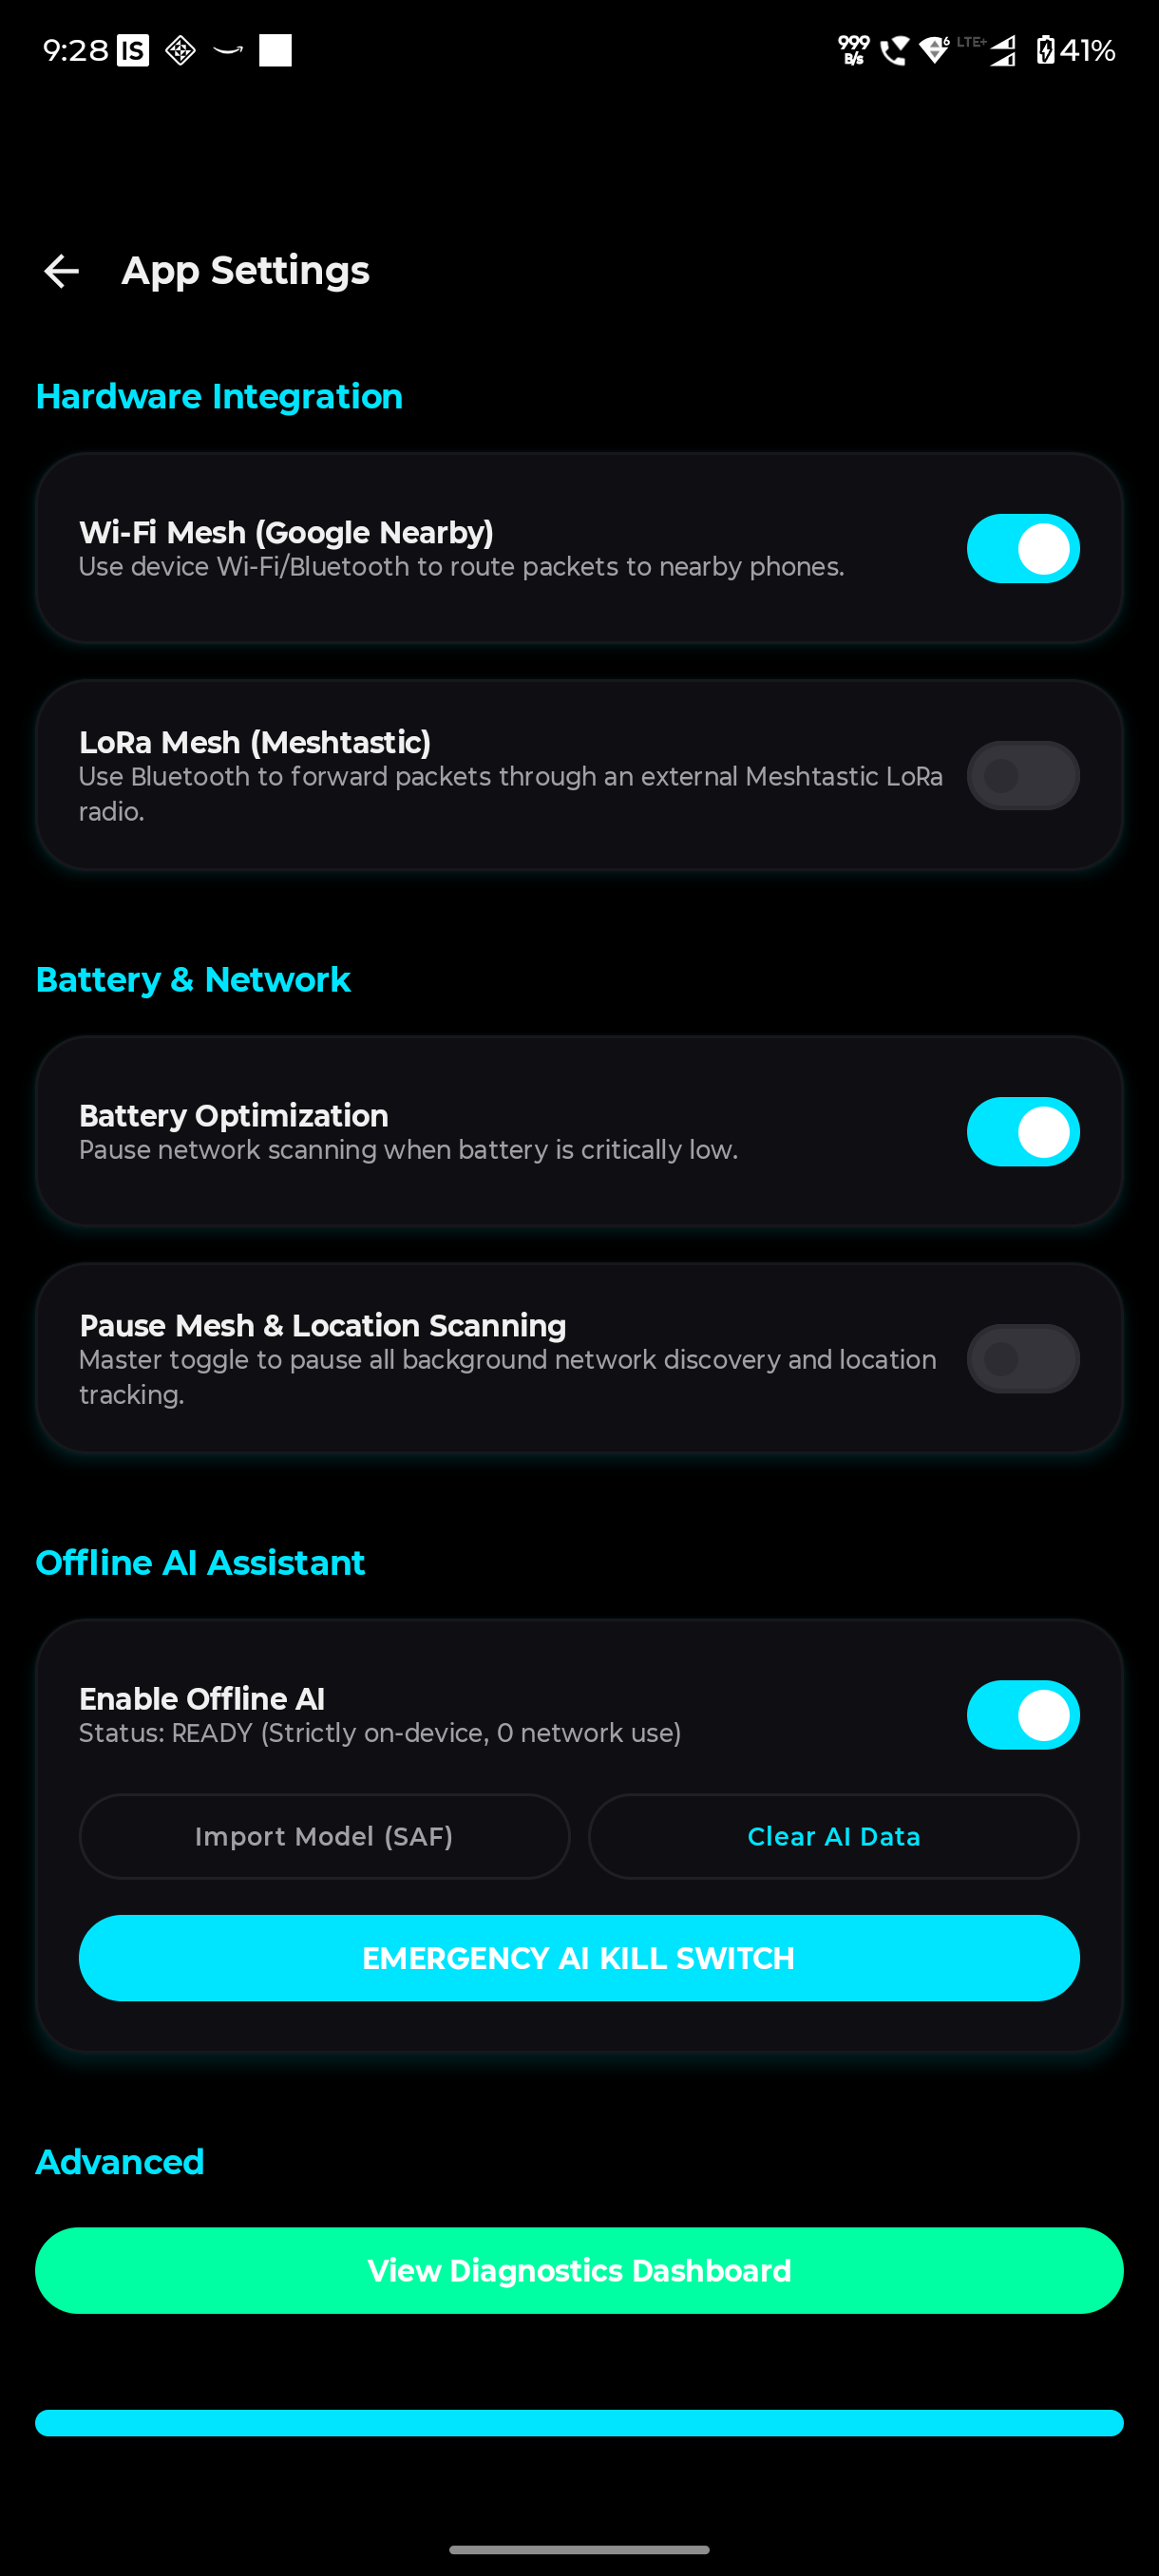 9:28 IS 999 B/s 6 LTE+ 41%
App Settings
Hardware Integration
Wi-Fi Mesh (Google Nearby)
Use device Wi-Fi/Bluetooth to route packets to nearby phones.
LoRa Mesh (Meshtastic)
Use Bluetooth to forward packets through an external Meshtastic LoRa
radio.
Battery & Network
Battery Optimization
Pause network scanning when battery is critically low.
Pause Mesh & Location Scanning
Master toggle to pause all background network discovery and location
tracking.
Offline AI Assistant
Enable Offline AI
Status: READY (Strictly on-device, 0 network use)
Import Model (SAF)
Clear AI Data
EMERGENCY AI KILL SWITCH
Advanced
View Diagnostics Dashboard